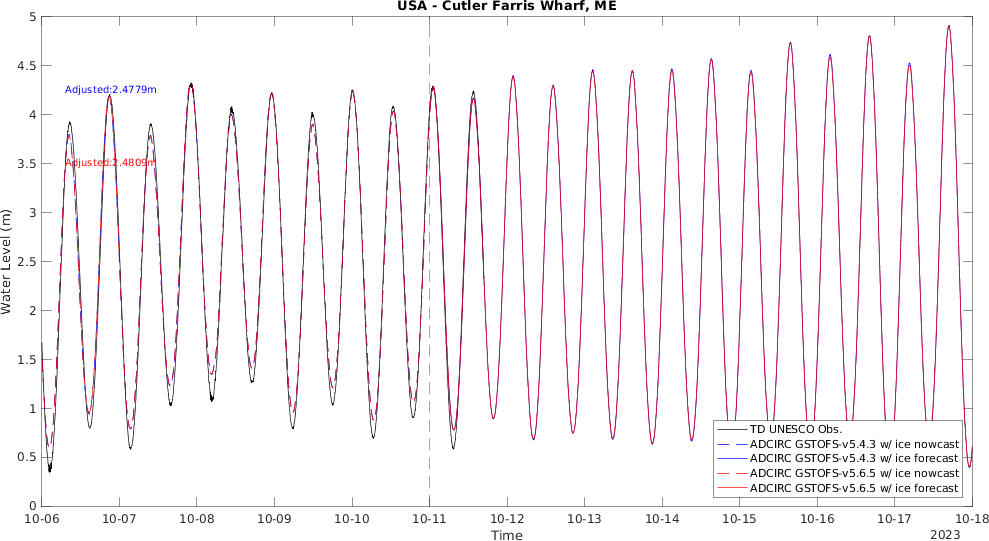 USA - Cutler Farris Wharf, ME
5
4.5
4
3.5
3
2.5
2
1.5
1
0.5
0
Water Level (m)
Adjusted:2.4779m
Adjusted:2.4809m
TD UNESCO Obs.
ADCIRC GSTOFS-v5.4.3 w/ ice nowcast
ADCIRC GSTOFS-v5.4.3 w/ ice forecast
ADCIRC GSTOFS-v5.6.5 w/ ice nowcast
ADCIRC GSTOFS-v5.6.5 w/ ice forecast
10-06 10-07 10-08 10-09 10-10 10-11 10-12 10-13 10-14 10-15 10-16 10-17 10-18
Time
2023